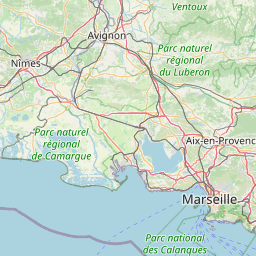 Ventoux
Avignon
Nîmes
Parc naturel
régional
du Luberon
Parc naturel
régional
de Camargue
Aix-en-Provenc
Marseille
Parc national
des Calanques